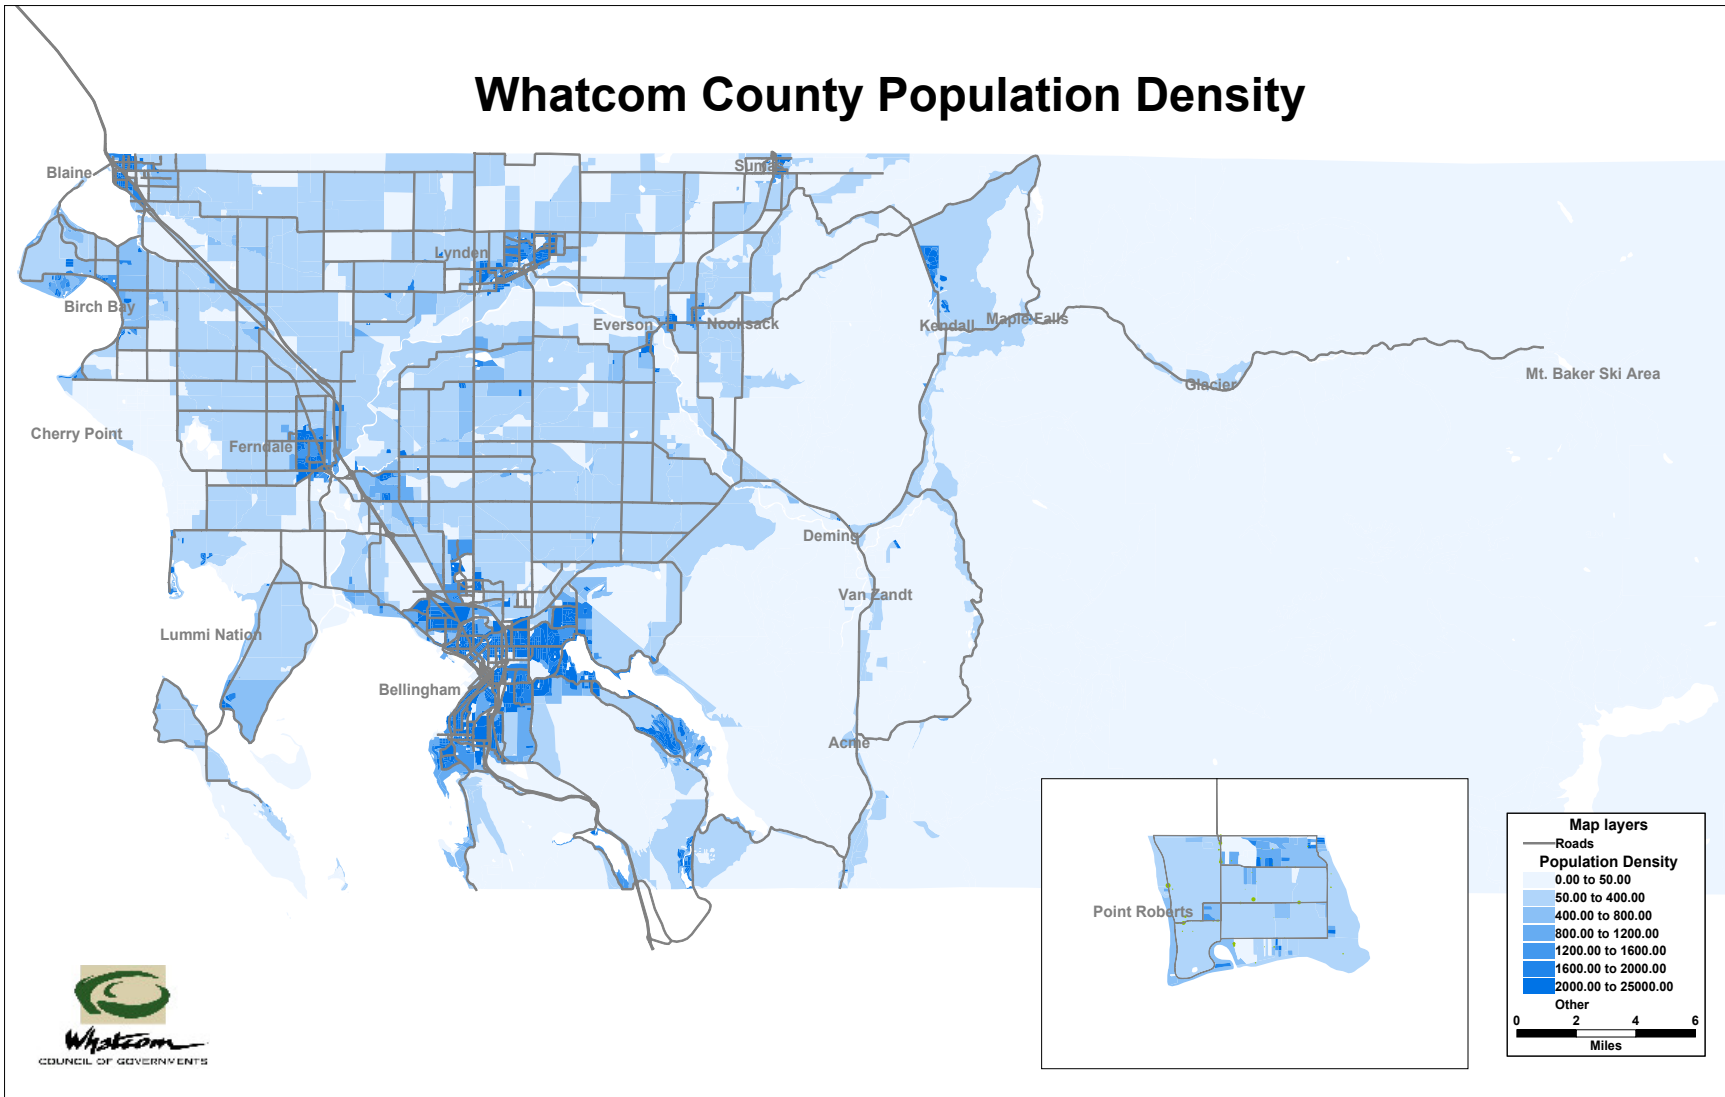 Whatcom County Population Density
Blaine
Sumas
Lynden
Birch Bay
Everson
Nooksack
Kendall
Maple Falls
Glacier
Mt. Baker Ski Area
Cherry Point
Ferndale
Deming
Van Zandt
Lummi Nation
Bellingham
Acme
Point Roberts
Map layers
Roads
Population Density
0.00 to 50.00
50.00 to 400.00
400.00 to 800.00
800.00 to 1200.00
1200.00 to 1600.00
1600.00 to 2000.00
2000.00 to 25000.00
Other
0 2 4 6
Miles
Whatcom
COUNCIL OF GOVERNMENTS